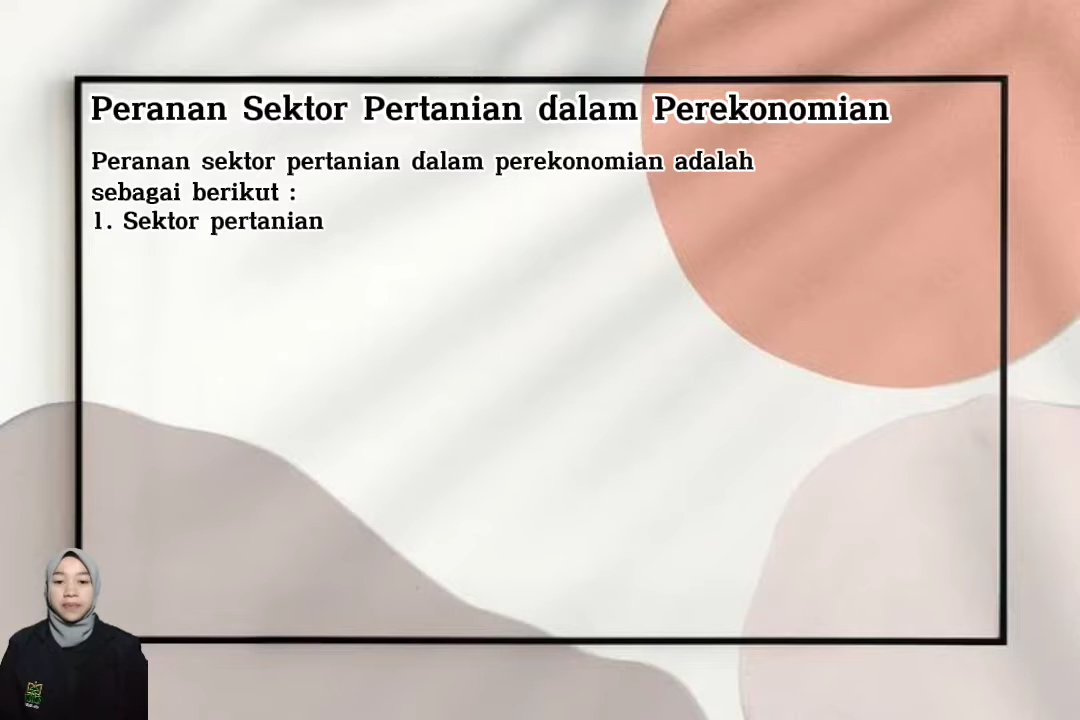 Peranan Sektor Pertanian dalam Perekonomian
Peranan sektor pertanian dalam perekonomian adalah
sebagai berikut :
1. Sektor pertanian